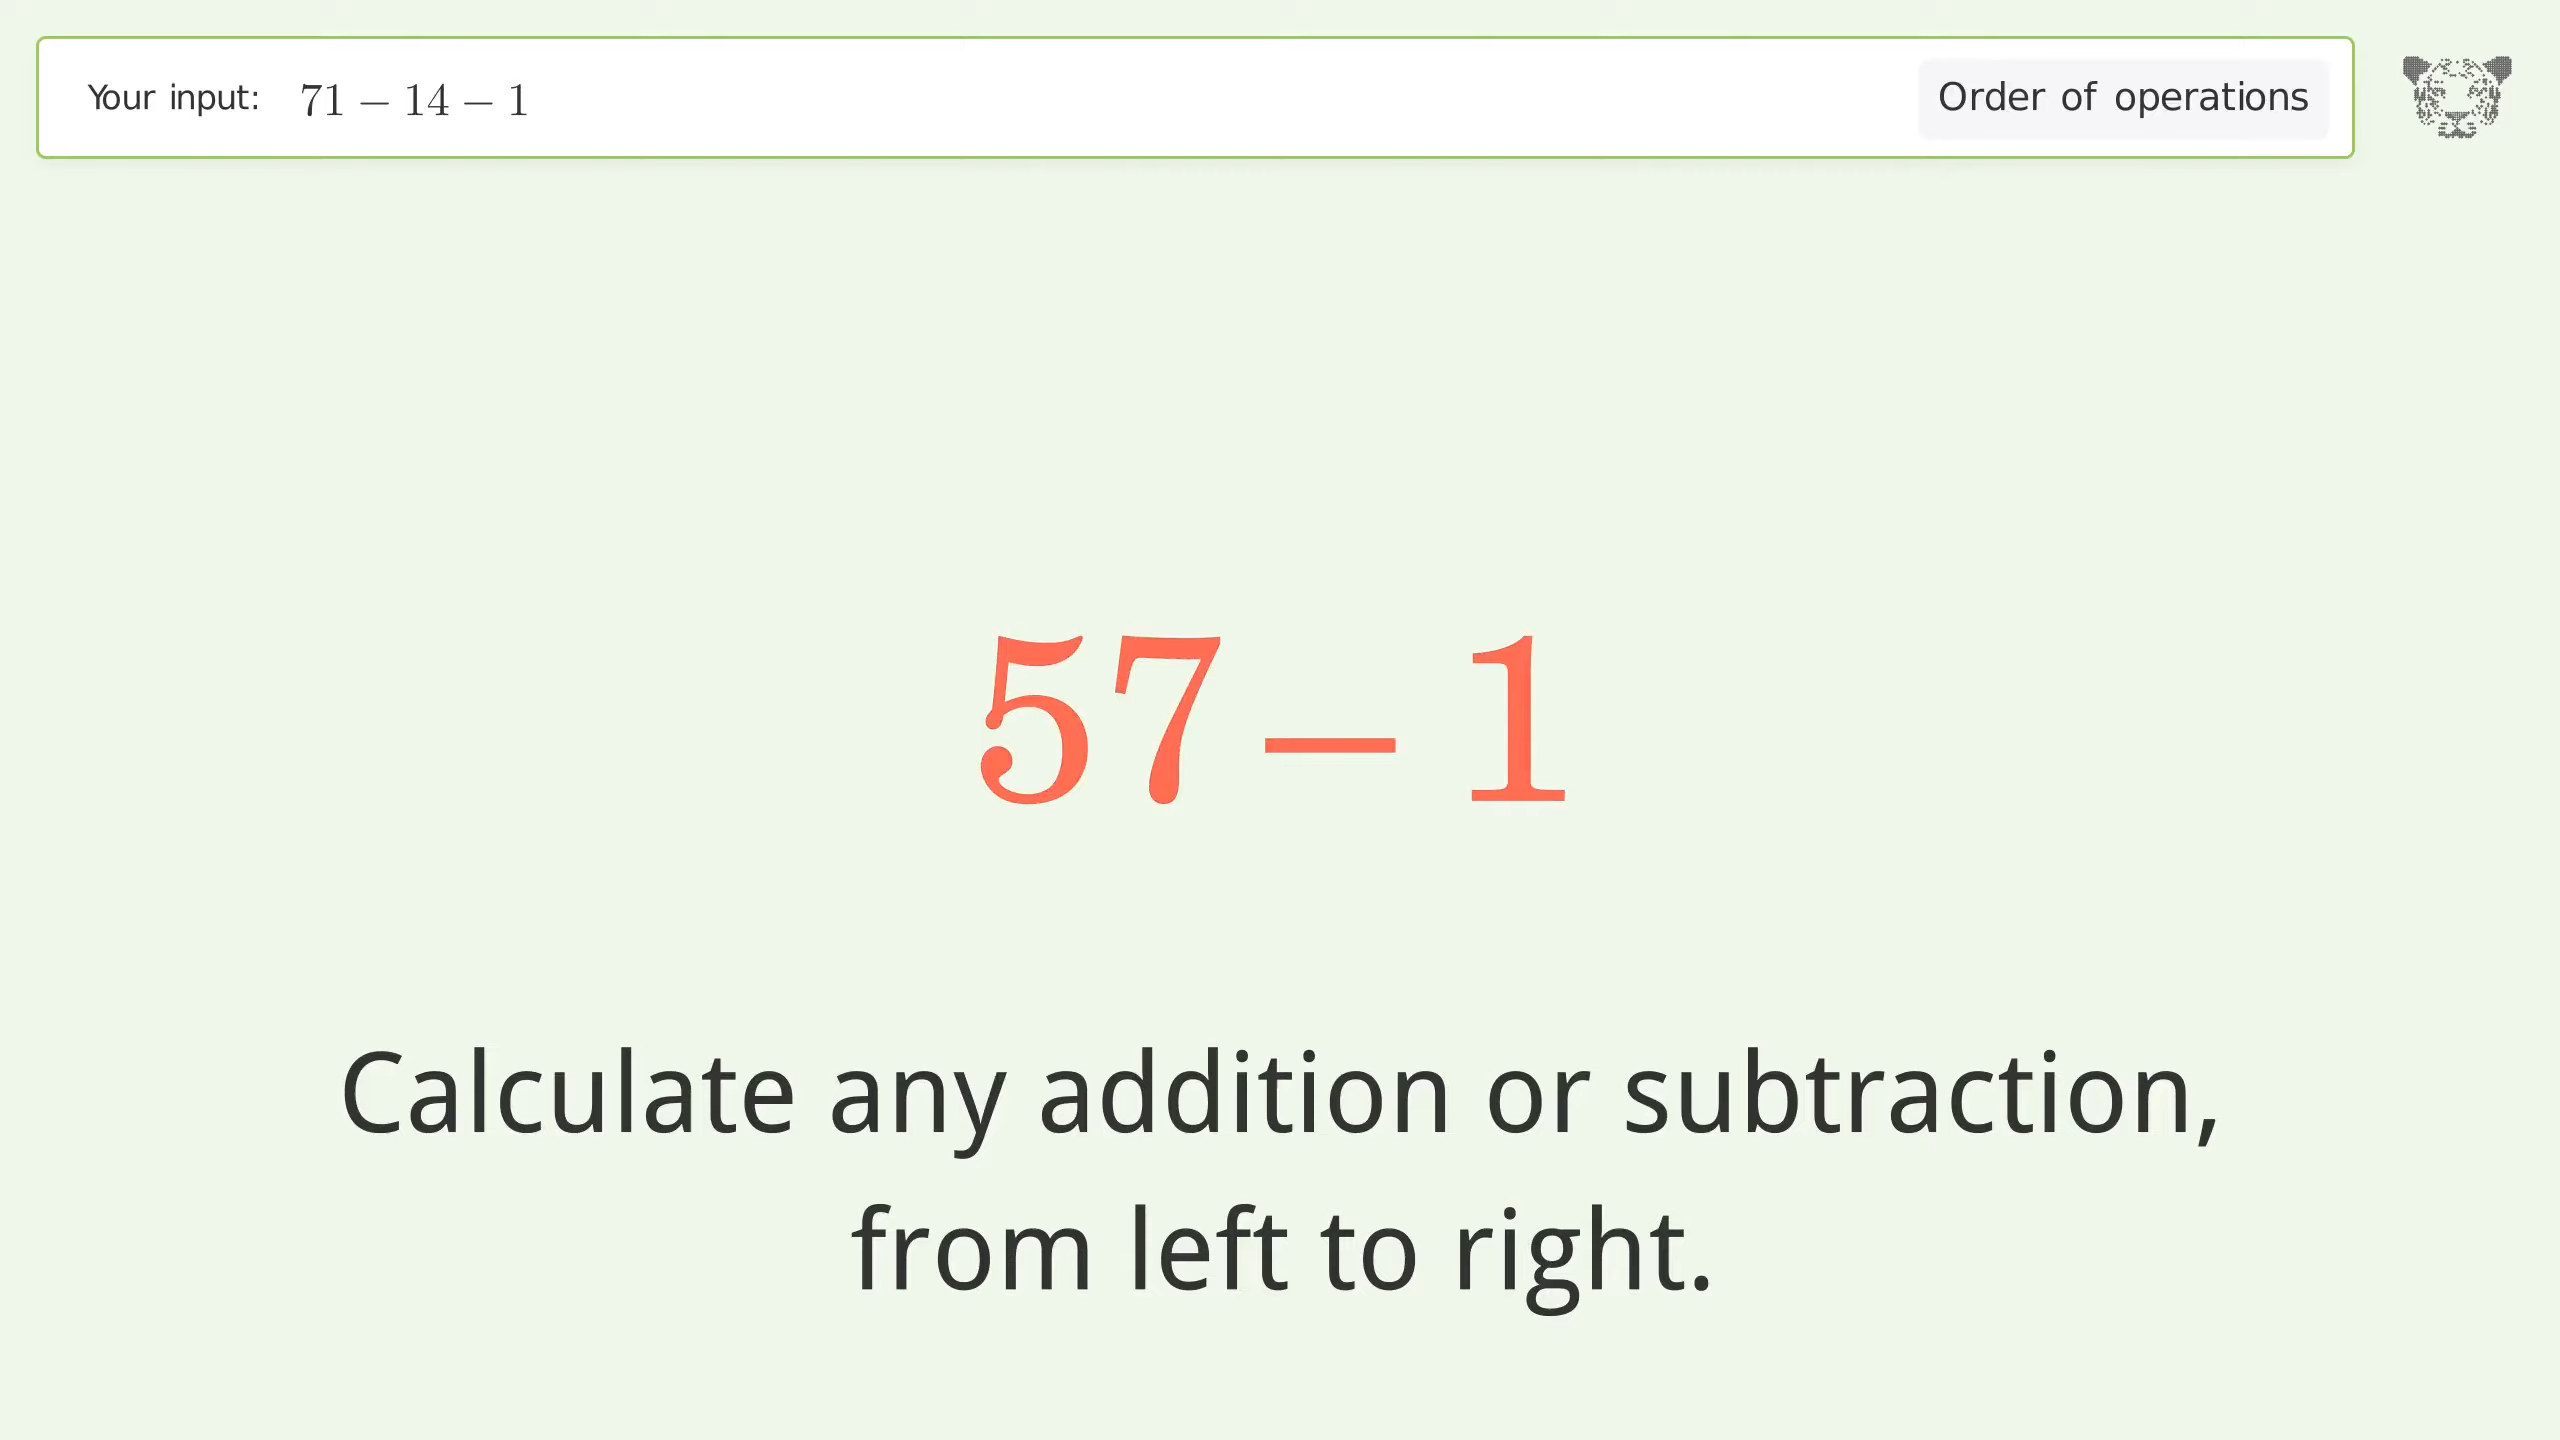 Your input: 71 − 14 − 1
Order of operations
57 − 1
Calculate any addition or subtraction,
from left to right.